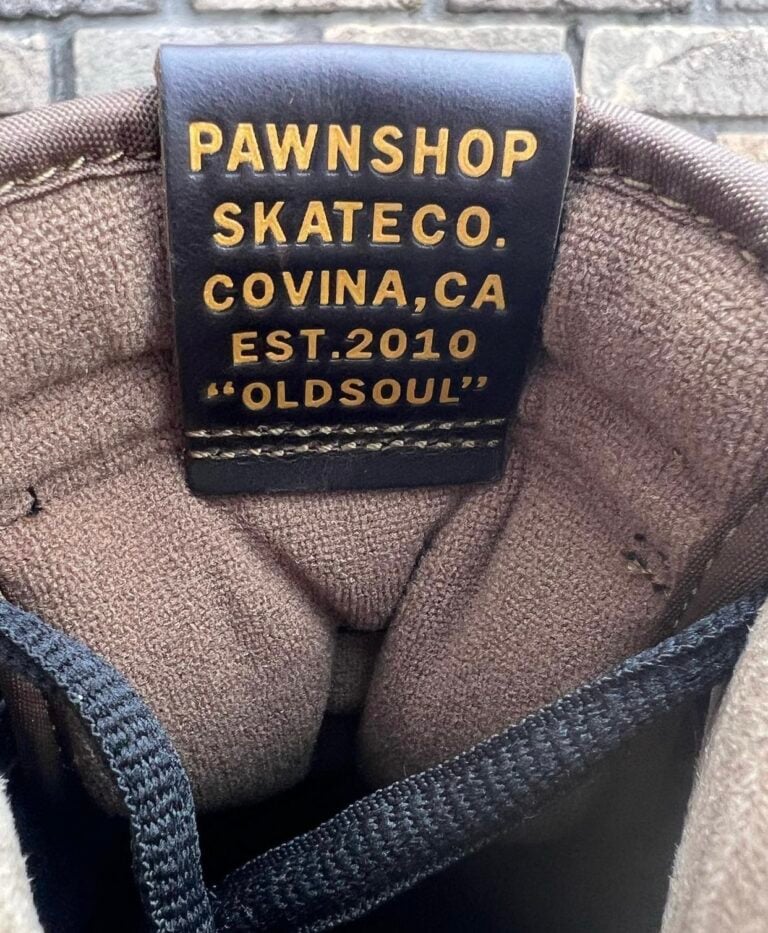 PAWNSHOP
SKATECO.
COVINA,CA
EST.2010
“OLDSOUL”